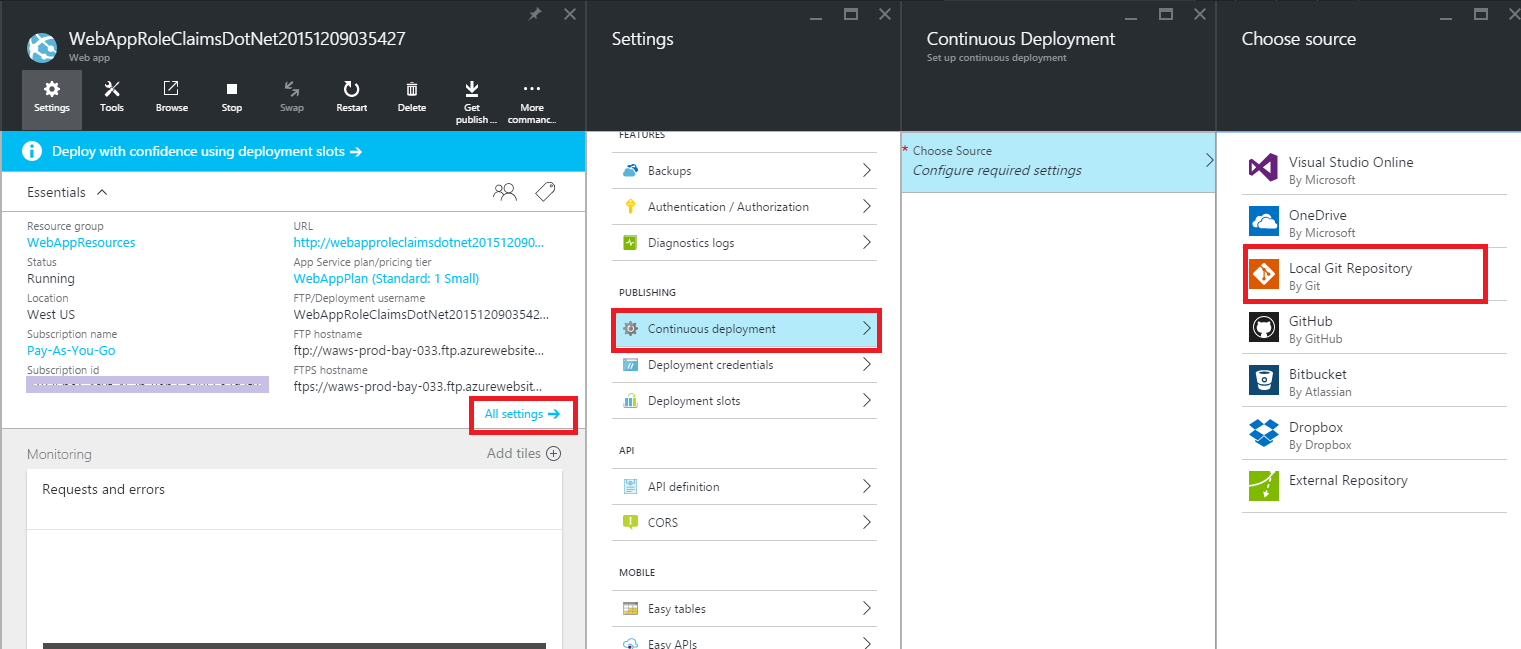 WebAppRoleClaimsDotNet20151209035427
Web app
Settings
Tools
Browse
Stop
Swap
Restart
Delete
Get
publish ...
More
commanc...
Deploy with confidence using deployment slots
Essentials
Resource group
WebAppResources
Status
Running
Location
West US
Subscription name
Pay-As-You-Go
Subscription id
URL
http://webapproleclaimsdotnet201512090...
App Service plan/pricing tier
WebAppPlan (Standard: 1 Small)
FTP/Deployment username
WebAppRoleClaimsDotNet2015120903542...
FTP hostname
ftp://waws-prod-bay-033.ftp.azurewebsite...
FTPS hostname
ftps://waws-prod-bay-033.ftp.azurewebsit...
All settings
Monitoring
Add tiles
Requests and errors
Settings
FEATURES
Backups
Authentication / Authorization
Diagnostics logs
PUBLISHING
Continuous deployment
Deployment credentials
Deployment slots
API
API definition
CORS
MOBILE
Easy tables
Easy APIs
Continuous Deployment
Set up continuous deployment
* Choose Source
Configure required settings
Choose source
Visual Studio Online
By Microsoft
OneDrive
By Microsoft
Local Git Repository
By Git
GitHub
By GitHub
Bitbucket
By Atlassian
Dropbox
By Dropbox
External Repository